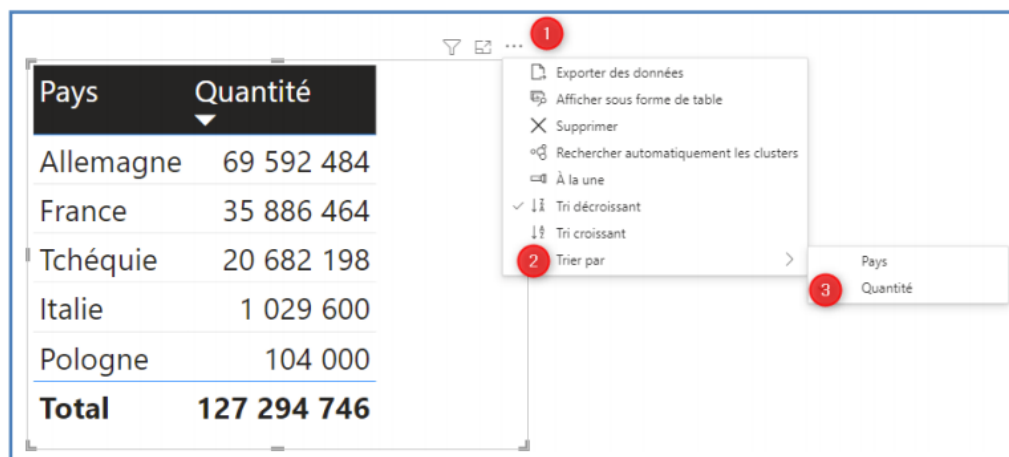 1
Pays Quantité
Allemagne 69 592 484
France 35 886 464
Tchéquie 20 682 198
Italie 1 029 600
Pologne 104 000
Total 127 294 746
Exporter des données
Afficher sous forme de table
Supprimer
Rechercher automatiquement les clusters
À la une
Tri décroissant
Tri croissant
2 Trier par
Pays
3 Quantité